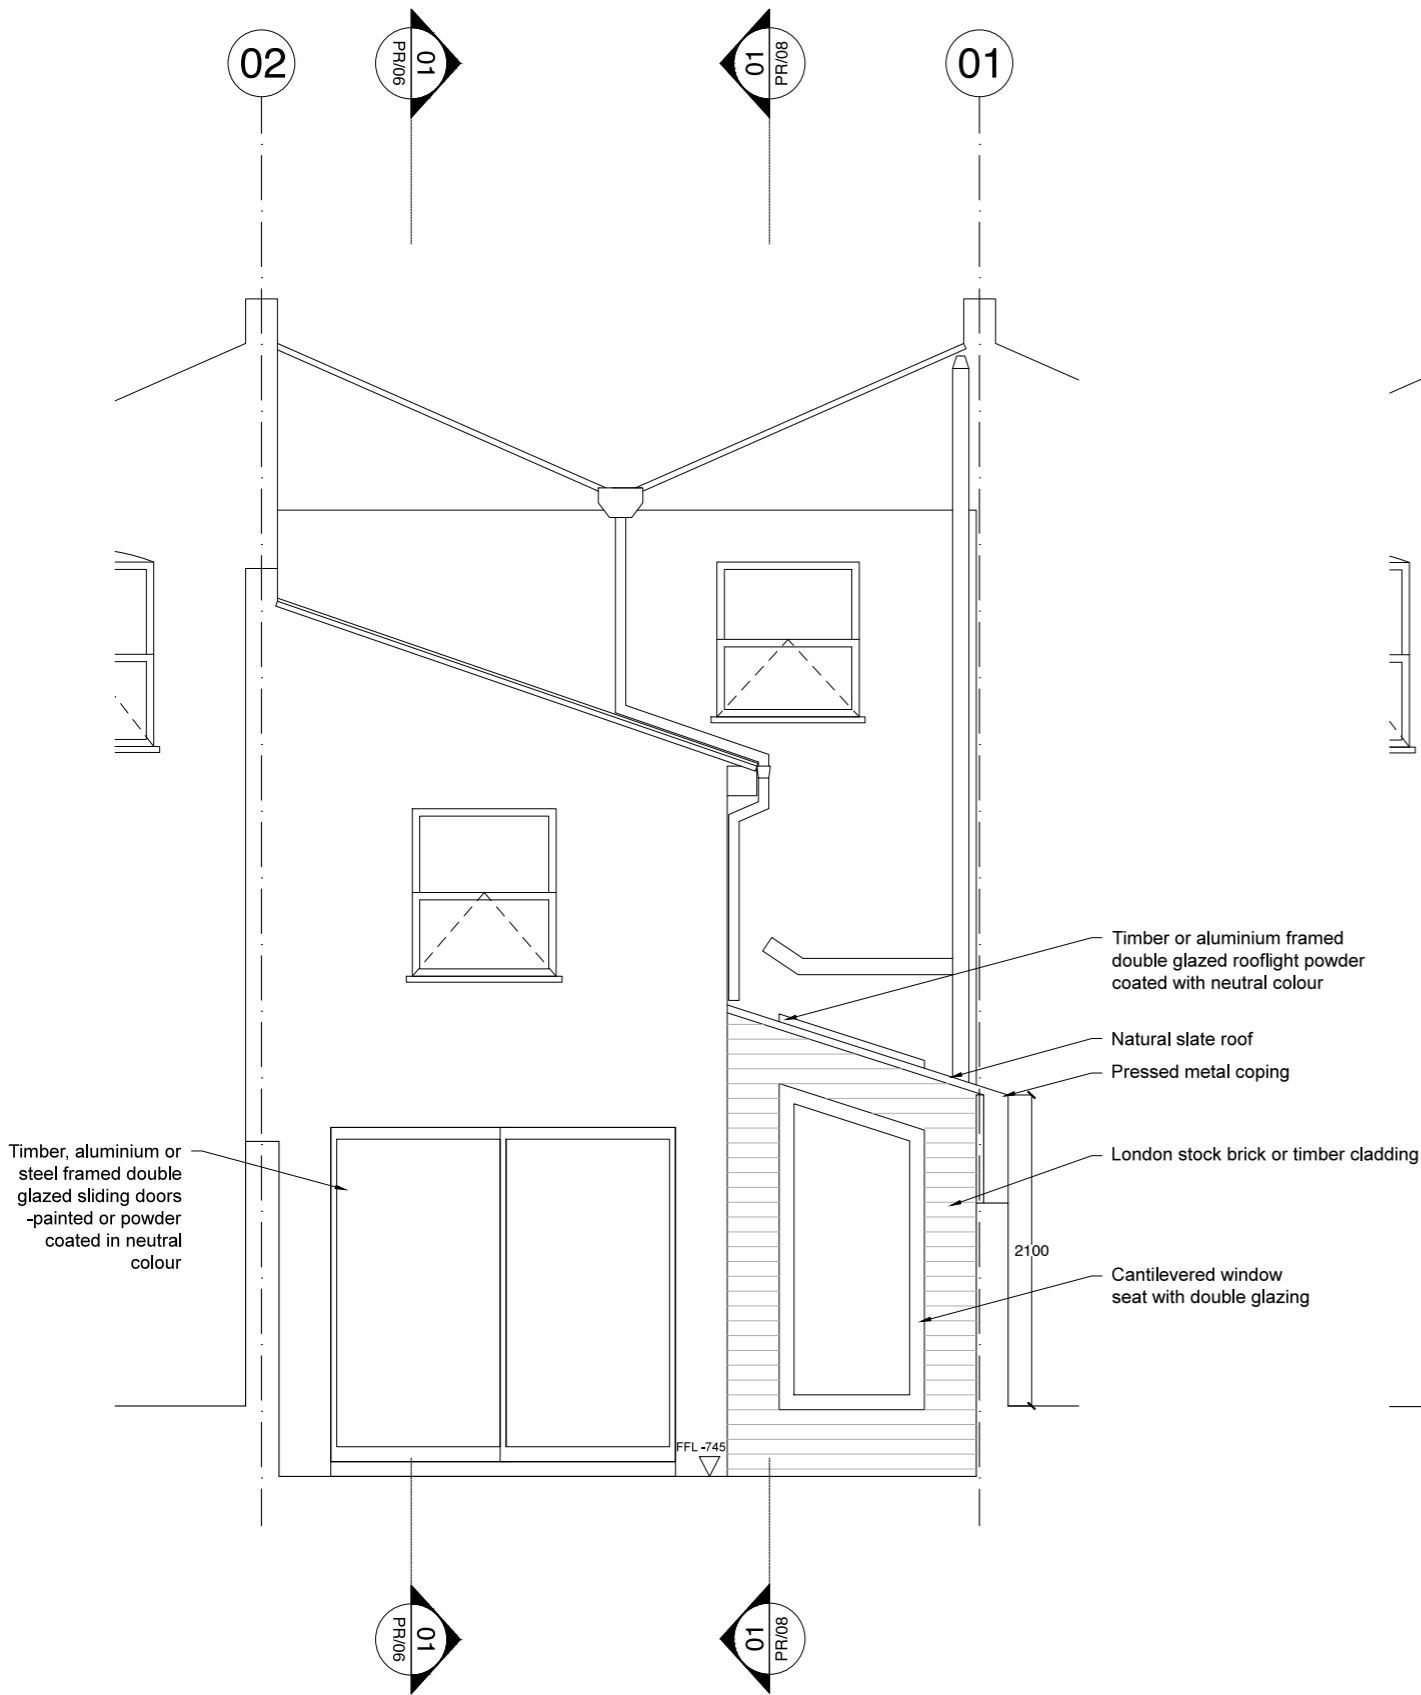 02
01
PR/06
01
PR/08
01
Timber or aluminium framed
double glazed rooflight powder
coated with neutral colour
Natural slate roof
Pressed metal coping
Timber, aluminium or
steel framed double
glazed sliding doors
-painted or powder
coated in neutral
colour
London stock brick or timber cladding
2100
Cantilevered window
seat with double glazing
FFL -745
01
PR/06
01
PR/08